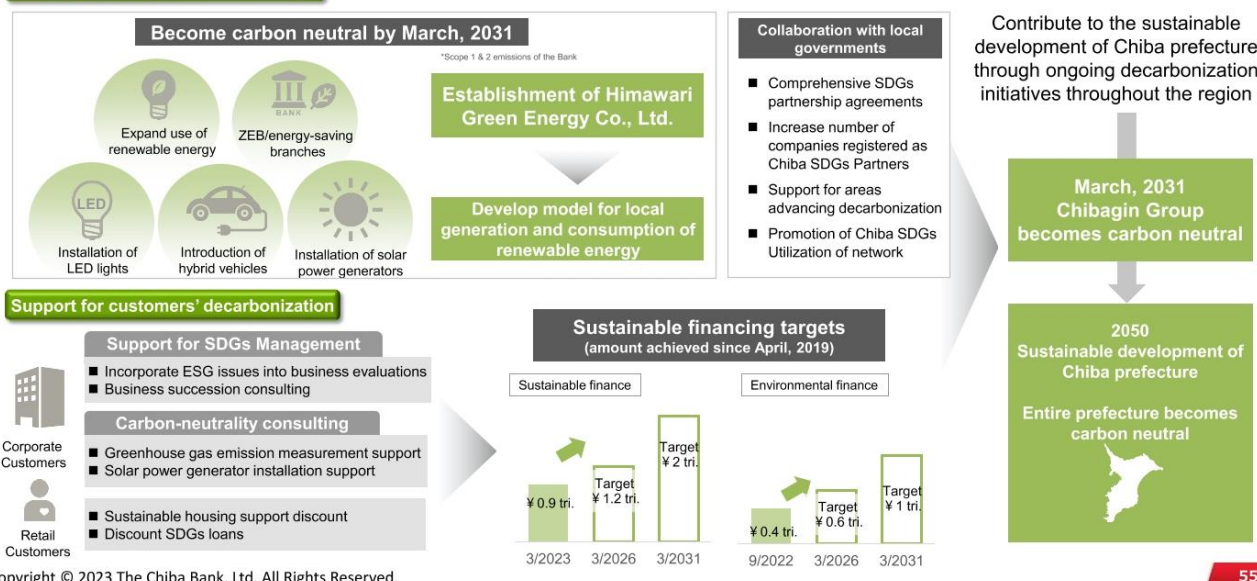 Become carbon neutral by March, 2031
*Scope 1 & 2 emissions of the Bank
Expand use of
renewable energy
BANK
ZEB/energy-saving
branches
LED
Installation of
LED lights
Introduction of
hybrid vehicles
Installation of solar
power generators
Establishment of Himawari
Green Energy Co., Ltd.
Develop model for local
generation and consumption of
renewable energy
Collaboration with local
governments
■ Comprehensive SDGs
partnership agreements
■ Increase number of
companies registered as
Chiba SDGs Partners
■ Support for areas
advancing decarbonization
■ Promotion of Chiba SDGs
Utilization of network
Contribute to the sustainable
development of Chiba prefecture
through ongoing decarbonization
initiatives throughout the region
March, 2031
Chibagin Group
becomes carbon neutral
2050
Sustainable development of
Chiba prefecture
Entire prefecture becomes
carbon neutral
Support for customers' decarbonization
Corporate
Customers
Support for SDGs Management
■ Incorporate ESG issues into business evaluations
■ Business succession consulting
Carbon-neutrality consulting
■ Greenhouse gas emission measurement support
■ Solar power generator installation support
Retail
Customers
■ Sustainable housing support discount
■ Discount SDGs loans
Sustainable financing targets
(amount achieved since April, 2019)
Sustainable finance
¥ 0.9 tri.
Target
¥ 1.2 tri.
Target
¥ 2 tri.
3/2023 3/2026 3/2031
Environmental finance
¥ 0.4 tri.
Target
¥ 0.6 tri.
Target
¥ 1 tri.
9/2022 3/2026 3/2031
opyright © 2023 The Chiba Bank, Ltd. All Rights Reserved.
55